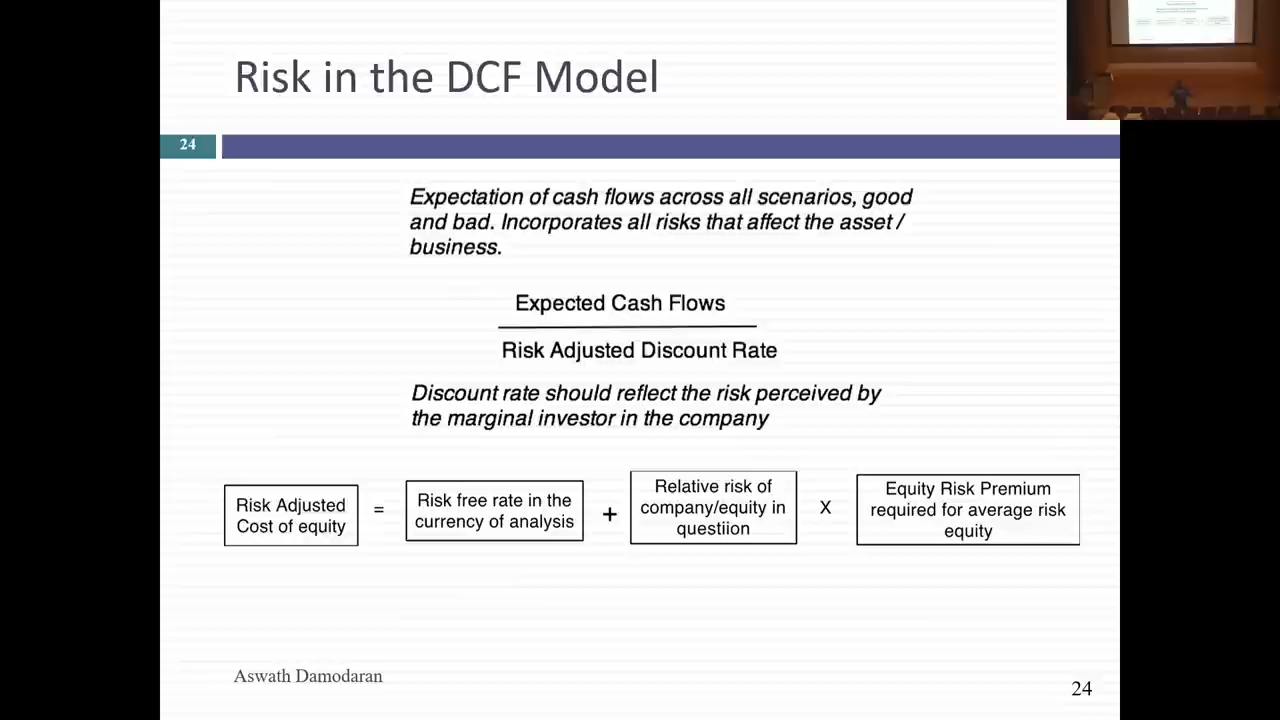 Risk in the DCF Model
24
Expectation of cash flows across all scenarios, good
and bad. Incorporates all risks that affect the asset /
business.
Expected Cash Flows
Risk Adjusted Discount Rate
Discount rate should reflect the risk perceived by
the marginal investor in the company
Risk Adjusted
Cost of equity
=
Risk free rate in the
currency of analysis
+
Relative risk of
company/equity in
questiion
X
Equity Risk Premium
required for average risk
equity
Aswath Damodaran
24